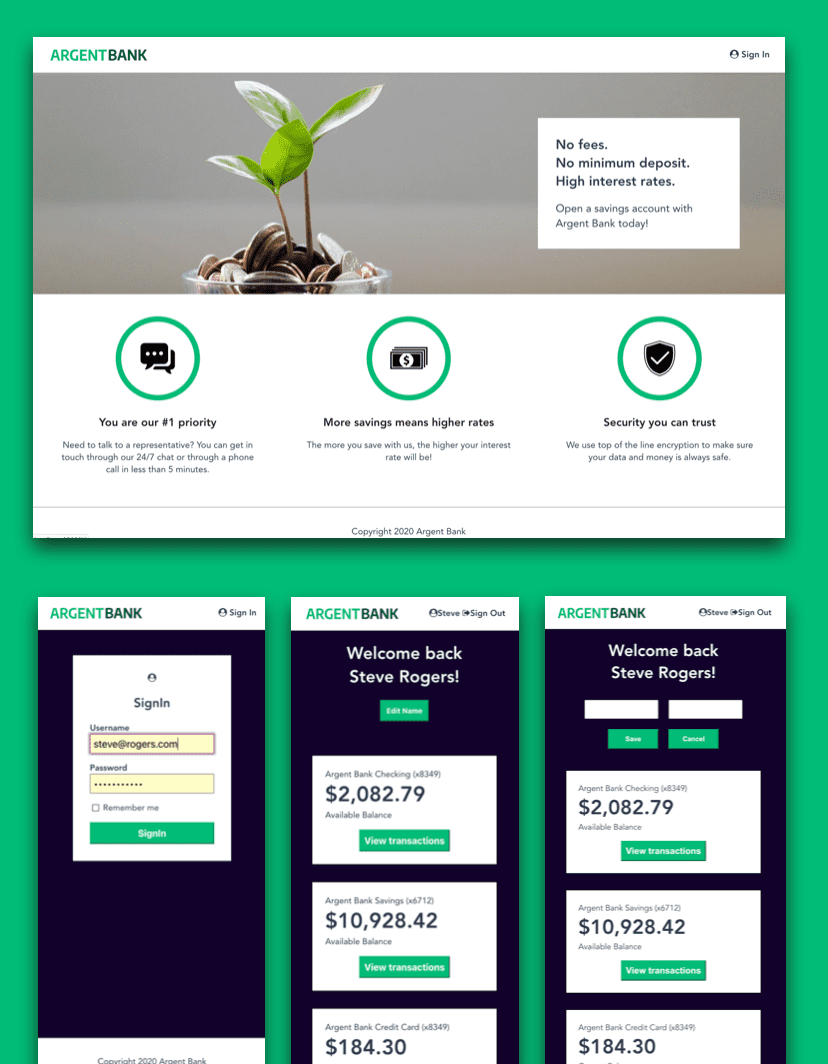 ARGENTBANK
Sign In
No fees.
No minimum deposit.
High interest rates.
Open a savings account with
Argent Bank today!
You are our #1 priority
Need to talk to a representative? You can get in
touch through our 24/7 chat or through a phone
call in less than 5 minutes.
More savings means higher rates
The more you save with us, the higher your interest
rate will be!
Security you can trust
We use top of the line encryption to make sure
your data and money is always safe.
Copyright 2020 Argent Bank
ARGENTBANK
Sign In
SignIn
Username
steve@rogers.com
Password
Remember me
SignIn
Copyright 2020 Argent Bank
ARGENTBANK
Steve Sign Out
Welcome back
Steve Rogers!
Edit Name
Argent Bank Checking (x8349)
$2,082.79
Available Balance
View transactions
Argent Bank Savings (x6712)
$10,928.42
Available Balance
View transactions
Argent Bank Credit Card (x8349)
$184.30
ARGENTBANK
Steve Sign Out
Welcome back
Steve Rogers!
Save
Cancel
Argent Bank Checking (x8349)
$2,082.79
Available Balance
View transactions
Argent Bank Savings (x6712)
$10,928.42
Available Balance
View transactions
Argent Bank Credit Card (x8349)
$184.30